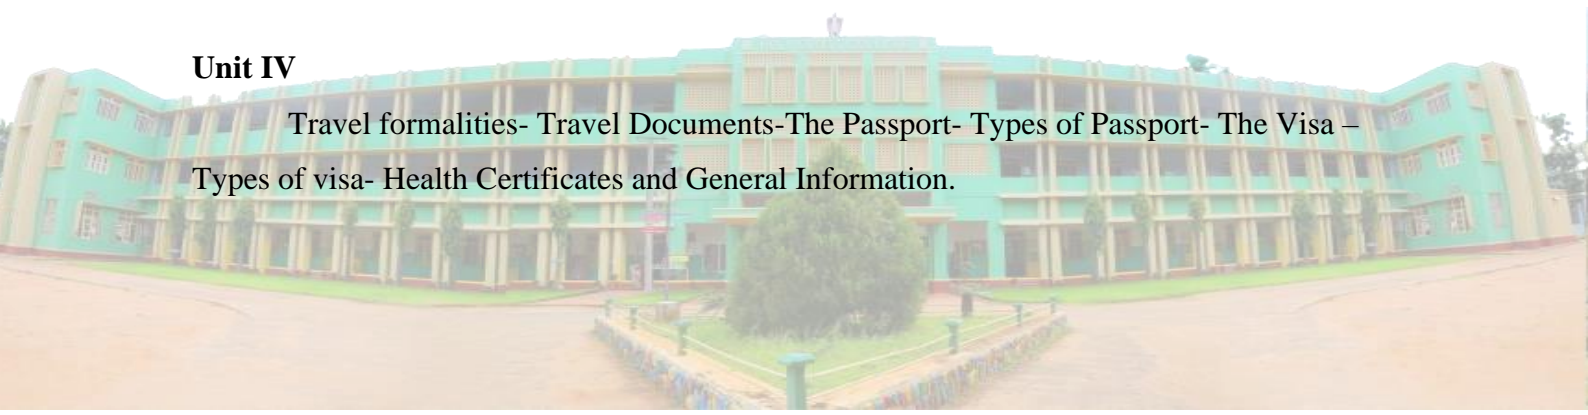 Unit IV
Travel formalities- Travel Documents-The Passport- Types of Passport- The Visa –
Types of visa- Health Certificates and General Information.